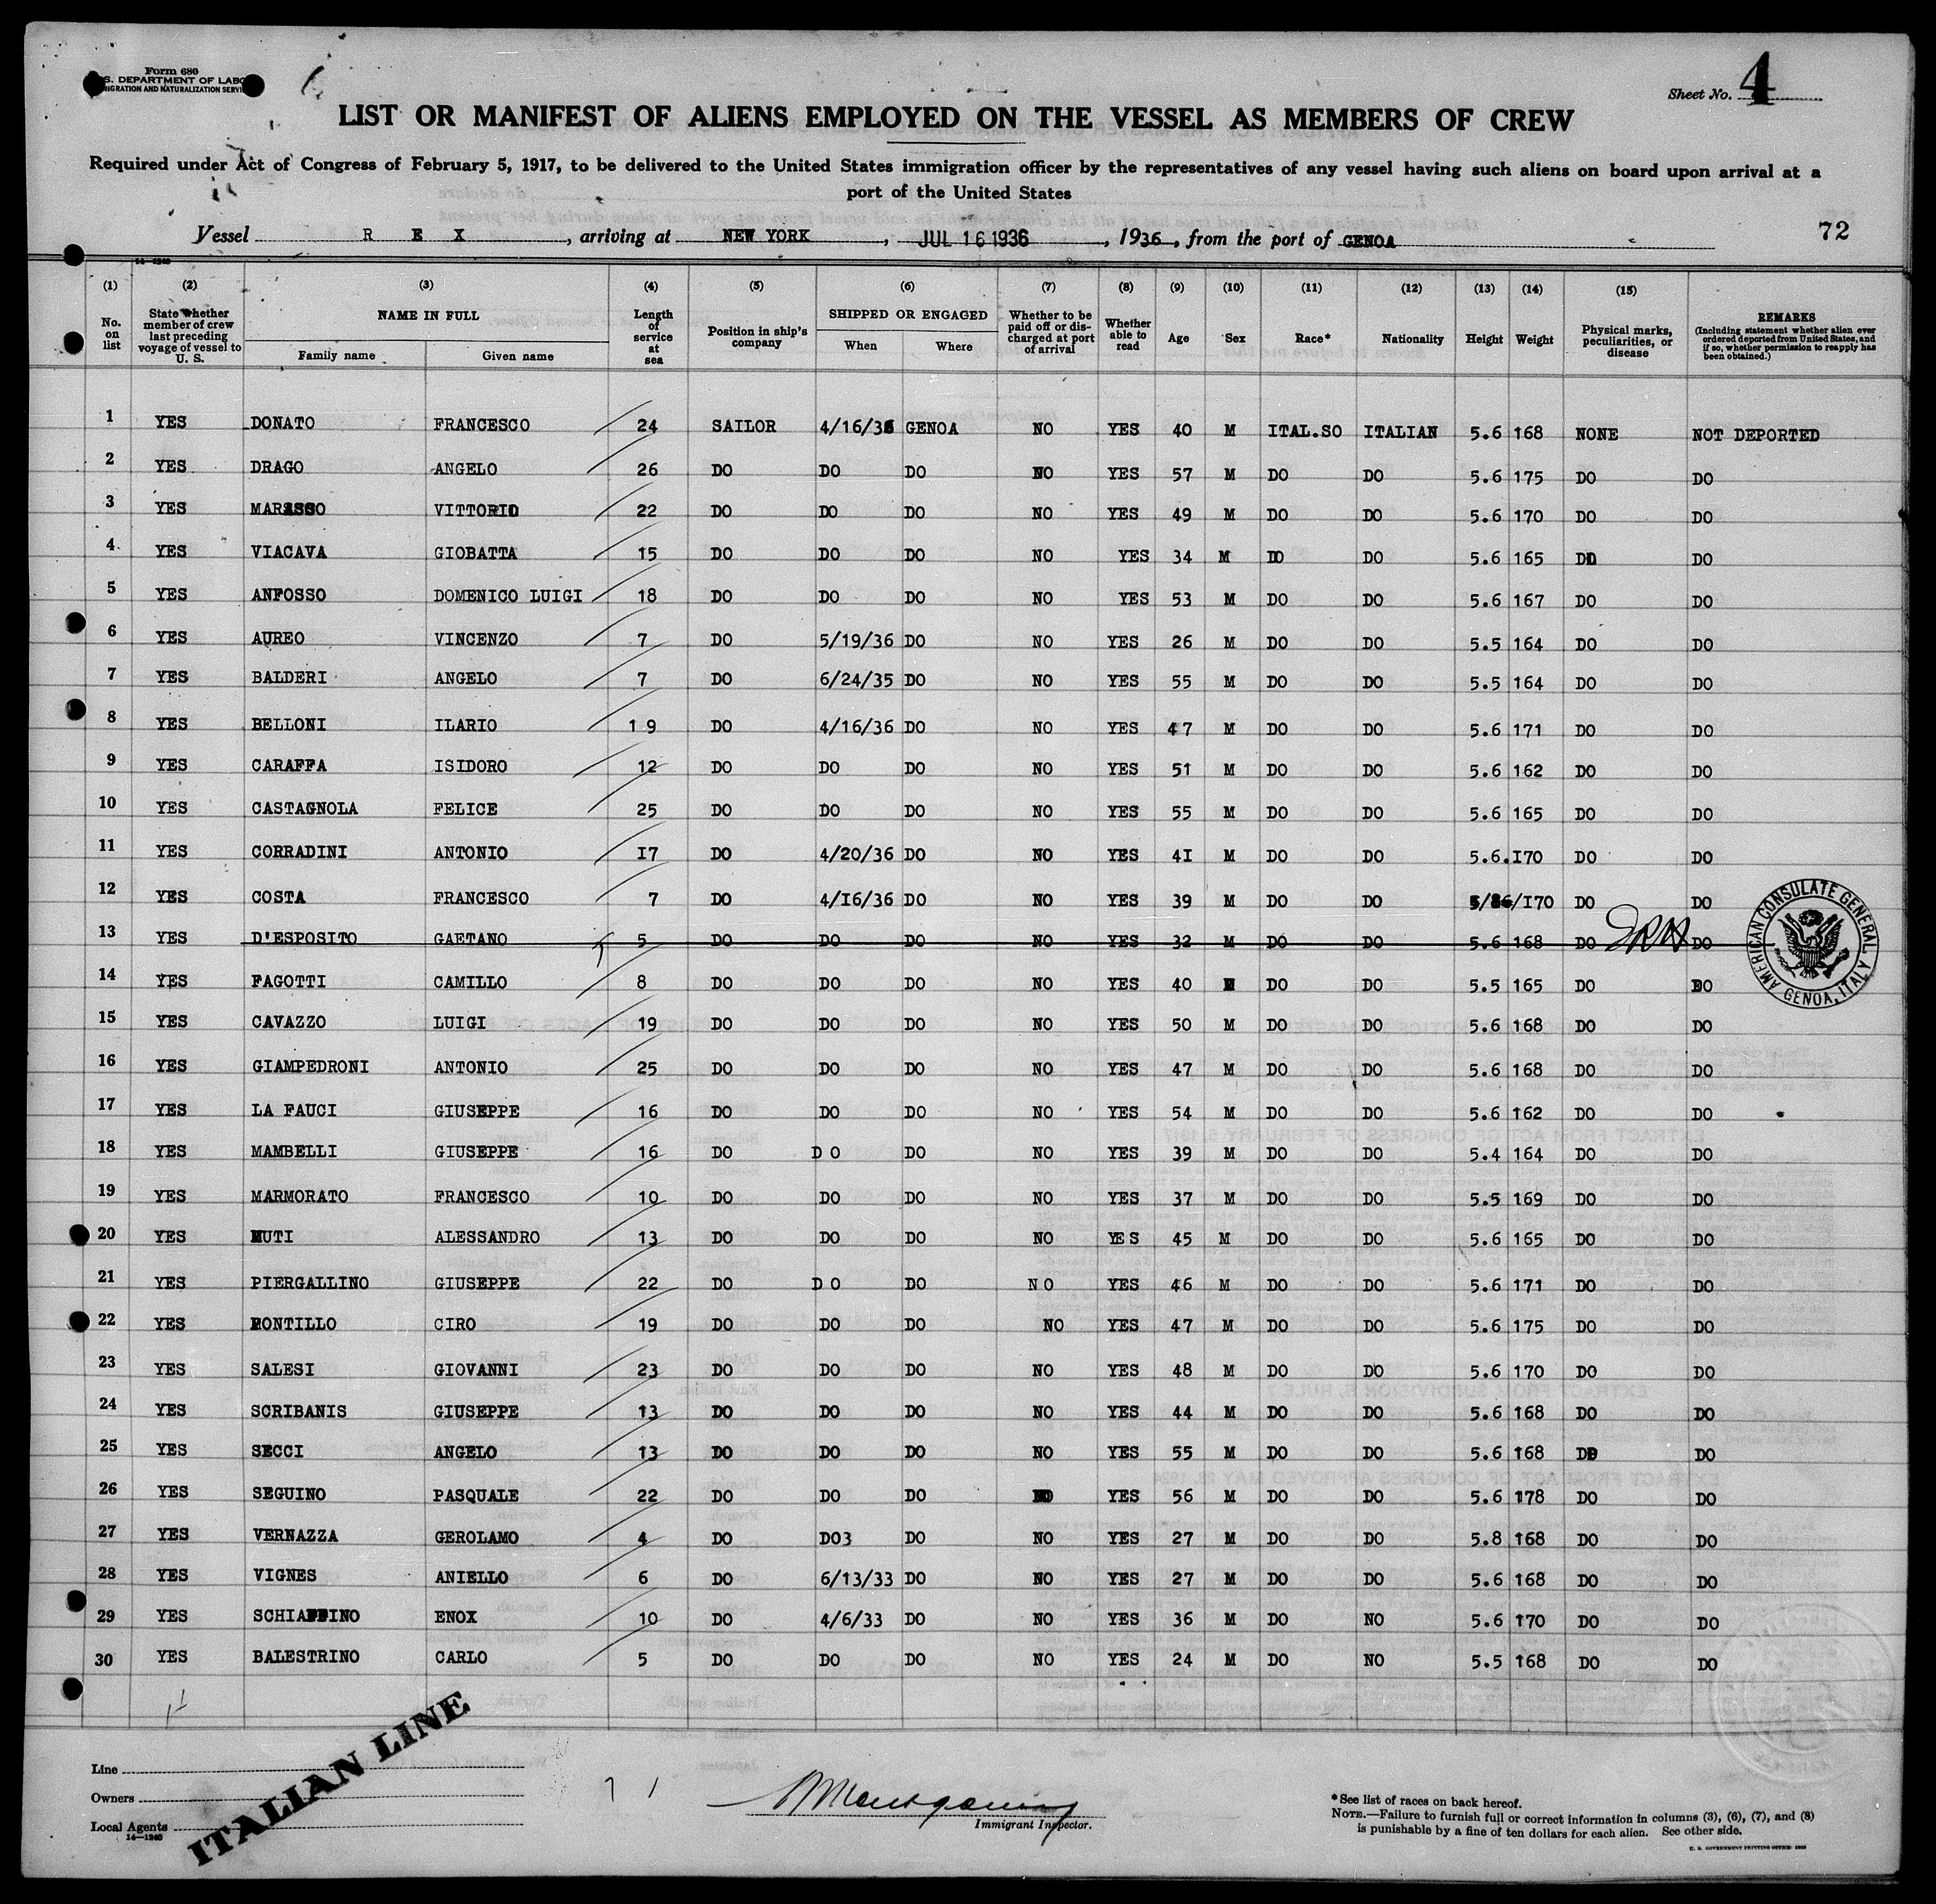 Form 680
S. DEPARTMENT OF LABO
IGRATION AND NATURALIZATION SERVI
Sheet No. 4
LIST OR MANIFEST OF ALIENS EMPLOYED ON THE VESSEL AS MEMBERS OF CREW
Required under Act of Congress of February 5, 1917, to be delivered to the United States immigration officer by the representatives of any vessel having such aliens on board upon arrival at a
port of the United States
Vessel R E X, arriving at NEW YORK, JUL 16 1936, 1936, from the port of GENOA 72
14—1240
(1) (2) (3) (4) (5) (6) (7) (8) (9) (10) (11) (12) (13) (14) (15)
No. on list State whether member of crew last preceding voyage of vessel to U. S. NAME IN FULL Family name Given name Length of service at sea Position in ship's company SHIPPED OR ENGAGED When Where Whether to be paid off or discharged at port of arrival Whether able to read Age Sex Race* Nationality Height Weight Physical marks, peculiarities, or disease REMARKS (Including statement whether alien ever ordered deported from United States, and if so, whether permission to reapply has been obtained.)
1 YES DONATO FRANCESCO 24 SAILOR 4/16/36 GENOA NO YES 40 M ITAL.SO ITALIAN 5.6 168 NONE NOT DEPORTED
2 YES DRAGO ANGELO 26 DO DO DO NO YES 57 M DO DO 5.6 175 DO DO
3 YES MARASSO VITTORIO 22 DO DO DO NO YES 49 M DO DO 5.6 170 DO DO
4 YES VIACAVA GIOBATTA 15 DO DO DO NO YES 34 M DO DO 5.6 165 DO DO
5 YES ANFOSSO DOMENICO LUIGI 18 DO DO DO NO YES 53 M DO DO 5.6 167 DO DO
6 YES AUREO VINCENZO 7 DO 5/19/36 DO NO YES 26 M DO DO 5.5 164 DO DO
7 YES BALDERI ANGELO 7 DO 6/24/35 DO NO YES 55 M DO DO 5.5 164 DO DO
8 YES BELLONI ILARIO 19 DO 4/16/36 DO NO YES 47 M DO DO 5.6 171 DO DO
9 YES CARAFFA ISIDORO 12 DO DO DO NO YES 51 M DO DO 5.6 162 DO DO
10 YES CASTAGNOLA FELICE 25 DO DO DO NO YES 55 M DO DO 5.6 165 DO DO
11 YES CORRADINI ANTONIO 17 DO 4/20/36 DO NO YES 41 M DO DO 5.6.170 DO DO
12 YES COSTA FRANCESCO 7 DO 4/16/36 DO NO YES 39 M DO DO /170 DO DO
13 YES D'ESPOSITO GAETANO 5 DO DO DO NO YES 32 M DO DO 5.6 168 DO DO
AMERICAN CONSULATE GENERAL GENOA, ITALY
14 YES FAGOTTI CAMILLO 8 DO DO DO NO YES 40 M DO DO 5.5 165 DO DO
15 YES CAVAZZO LUIGI 19 DO DO DO NO YES 50 M DO DO 5.6 168 DO DO
16 YES GIAMPEDRONI ANTONIO 25 DO DO DO NO YES 47 M DO DO 5.6 168 DO DO
17 YES LA FAUCI GIUSEPPE 16 DO DO DO NO YES 54 M DO DO 5.6 162 DO DO
18 YES MAMBELLI GIUSEPPE 16 DO D O DO NO YES 39 M DO DO 5.4 164 DO DO
19 YES MARMORATO FRANCESCO 10 DO DO DO NO YES 37 M DO DO 5.5 169 DO DO
20 YES MUTI ALESSANDRO 13 DO DO DO NO YES 45 M DO DO 5.6 165 DO DO
21 YES PIERGALLINO GIUSEPPE 22 DO D O DO N O YES 46 M DO DO 5.6 171 DO DO
22 YES PONTILLO CIRO 19 DO DO DO NO YES 47 M DO DO 5.6 175 DO DO
23 YES SALESI GIOVANNI 23 DO DO DO NO YES 48 M DO DO 5.6 170 DO DO
24 YES SCRIBANIS GIUSEPPE 13 DO DO DO NO YES 44 M DO DO 5.6 168 DO DO
25 YES SECCI ANGELO 13 DO DO DO NO YES 55 M DO DO 5.6 168 DO DO
26 YES SEGUINO PASQUALE 22 DO DO DO NO YES 56 M DO DO 5.6 178 DO DO
27 YES VERNAZZA GEROLAMO 4 DO DO3 DO NO YES 27 M DO DO 5.8 168 DO DO
28 YES VIGNES ANIELLO 6 DO 6/13/33 DO NO YES 27 M DO DO 5.6 168 DO DO
29 YES SCHIAFFINO ENOX 10 DO 4/6/33 DO NO YES 36 M DO NO 5.6 170 DO DO
30 YES BALESTRINO CARLO 5 DO DO DO NO YES 24 M DO NO 5.5 168 DO DO
Line
Owners
Local Agents
14—1240
ITALIAN LINE
Immigrant Inspector.
*See list of races on back hereof.
NOTE.—Failure to furnish full or correct information in columns (3), (6), (7), and (8)
is punishable by a fine of ten dollars for each alien. See other side.
U. S. GOVERNMENT PRINTING OFFICE